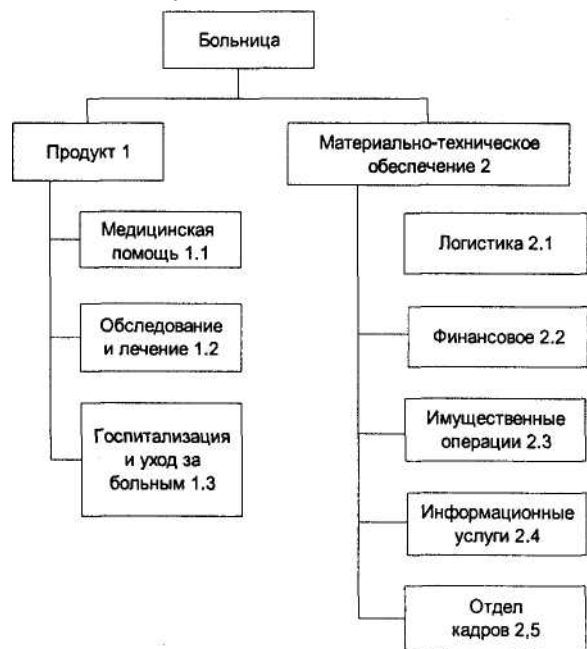 Больница
Продукт 1
Медицинская
помощь 1.1
Обследование
и лечение 1.2
Госпитализация
и уход за
больным 1.3
Материально-техническое
обеспечение 2
Логистика 2.1
Финансовое 2.2
Имущественные
операции 2.3
Информационные
услуги 2.4
Отдел
кадров 2,5